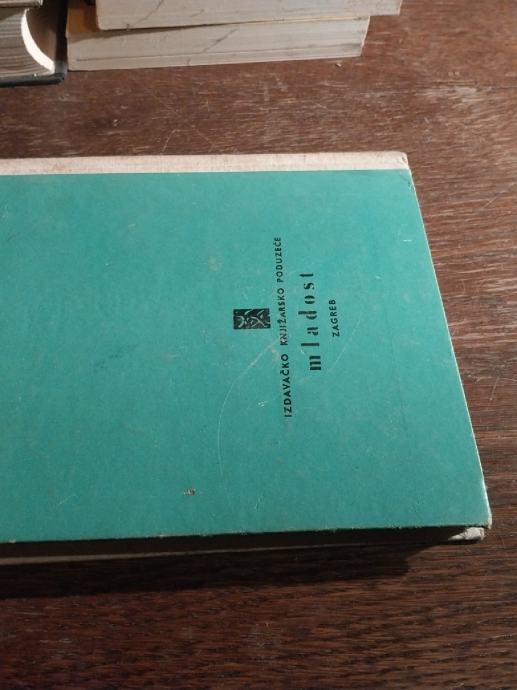 IZDAVAČKO KNJIŽARSKO PODUZEĆE
mladost
ZAGREB